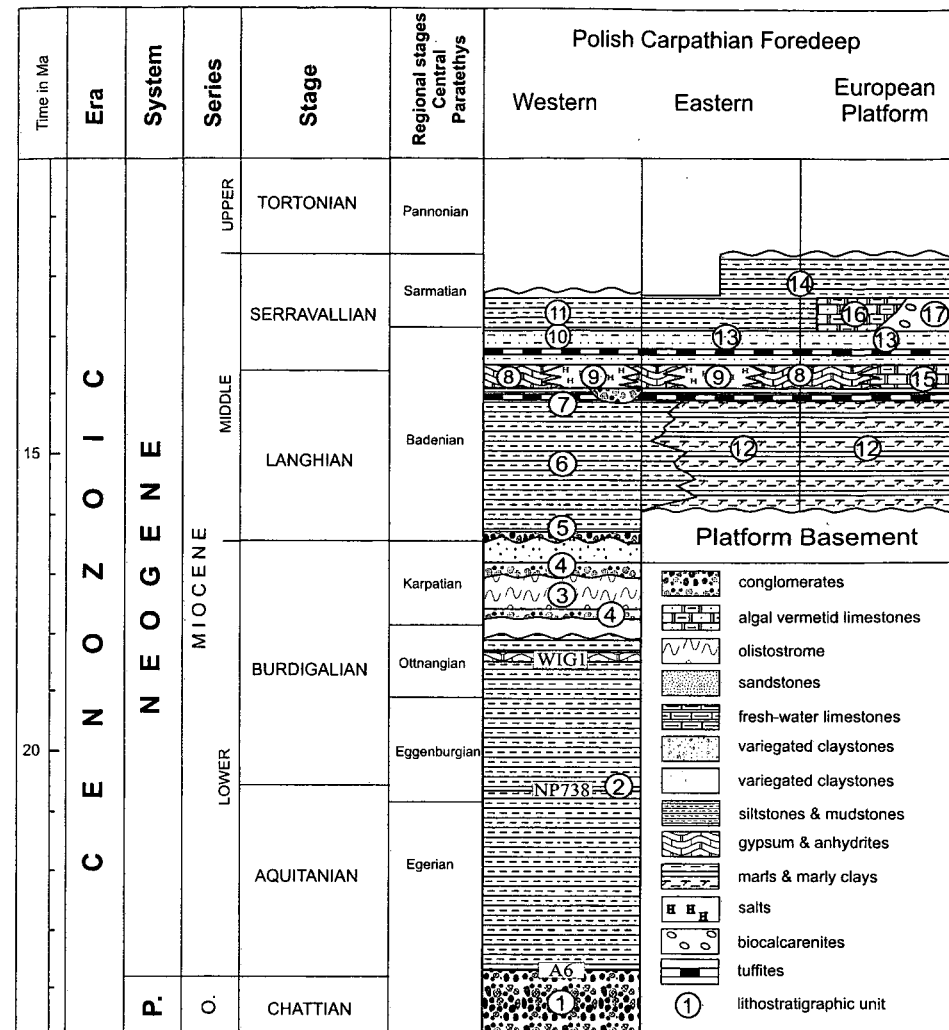 Time in Ma
Era
System
Series
Stage
Regional stages
Central
Paratethys
Polish Carpathian Foredeep
Western
Eastern
European
Platform
15
20
CENOZOIC
P.
NEOGENE
O.
MIOCENE
UPPER
MIDDLE
LOWER
TORTONIAN
SERRAVALLIAN
LANGHIAN
BURDIGALIAN
AQUITANIAN
CHATTIAN
Pannonian
Sarmatian
Badenian
Karpatian
Ottnangian
Eggenburgian
Egerian
14
11
16
17
10
13
13
8
9
9
8
15
7
12
12
6
5
4
3
4
WIG1
2
NP738
A6
1
H H H
H H H
H H H
H H
Platform Basement
conglomerates
algal vermetid limestones
olistostrome
sandstones
fresh-water limestones
variegated claystones
variegated claystones
siltstones & mudstones
gypsum & anhydrites
marls & marly clays
H H H salts
biocalcarenites
tuffites
1 lithostratigraphic unit